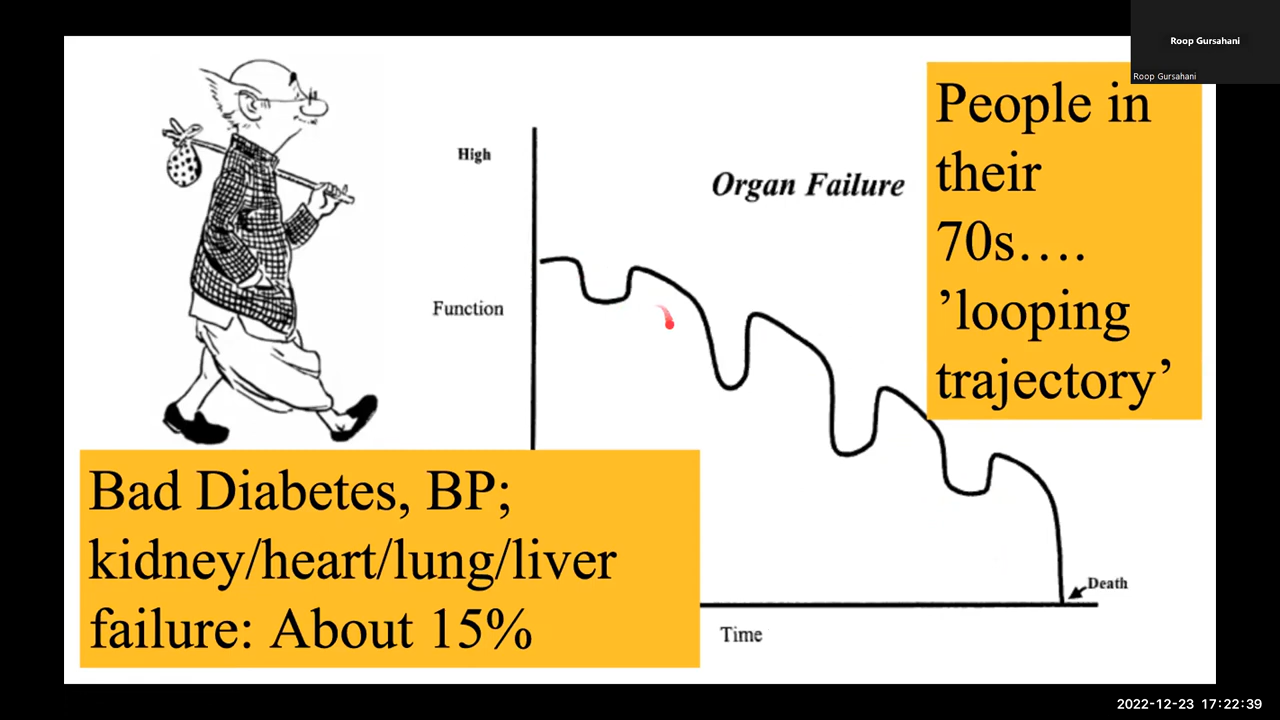 Roop Gursahani
Roop Gursahani
People in
their
70s….
’looping
trajectory’
High
Organ Failure
Function
Bad Diabetes, BP;
kidney/heart/lung/liver
failure: About 15%
Death
Time
2022-12-23 17:22:39